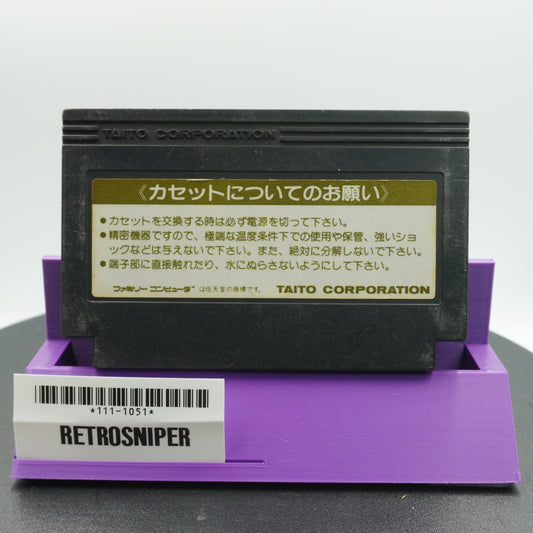 TAITO CORPORATION
《カセットについてのお願い》
●カセットを交換する時は必ず電源を切って下さい。
●精密機器ですので、極端な温度条件下での使用や保管、強いショ
ックなどは与えないで下さい。また、絶対に分解しないで下さい。
●端子部に直接触れたり、水にぬらさないようにして下さい。
ファミリー コンピュータ™ は任天堂の商標です。 TAITO CORPORATION
*111-1051*
RETROSNIPER